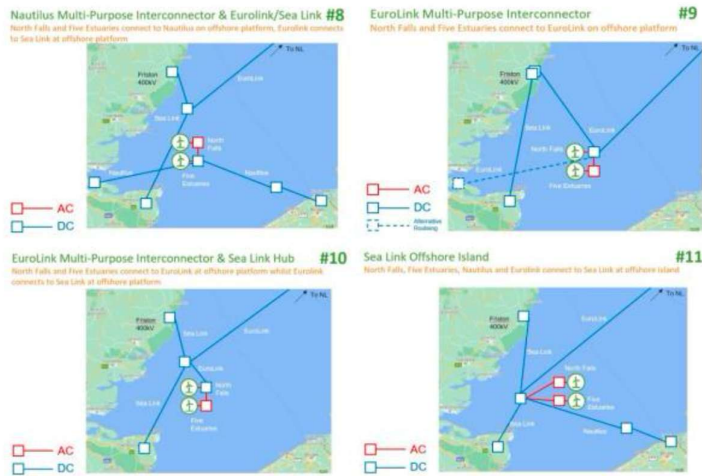 Nautilus Multi-Purpose Interconnector & Eurolink/Sea Link #8
North Falls and Five Estuaries connect to Nautilus on offshore platform, Eurolink connects
to Sea Link at offshore platform
To NL
Friston
400kV
EuroLink
Sea Link
North
Falls
Nautilus
Five
Estuaries
Nautilus
AC
DC
EuroLink Multi-Purpose Interconnector #9
North Falls and Five Estuaries connect to EuroLink on offshore platform
To NL
Friston
400kV
Sea Link
EuroLink
North Falls
EuroLink
Five Estuaries
AC
DC
Alternative
Routeing
EuroLink Multi-Purpose Interconnector & Sea Link Hub #10
North Falls and Five Estuaries connect to EuroLink at offshore platform whilst Eurolink
connects to Sea Link at offshore platform
To NL
Friston
400kV
Sea Link
EuroLink
EuroLink
North
Falls
Sea Link
Five
Estuaries
AC
DC
Sea Link Offshore Island #11
North Falls, Five Estuaries, Nautilus and Eurolink connect to Sea Link at offshore island
To NL
Friston
400kV
EuroLink
Sea Link
North Falls
Five
Estuaries
Sea Link
Nautilus
AC
DC